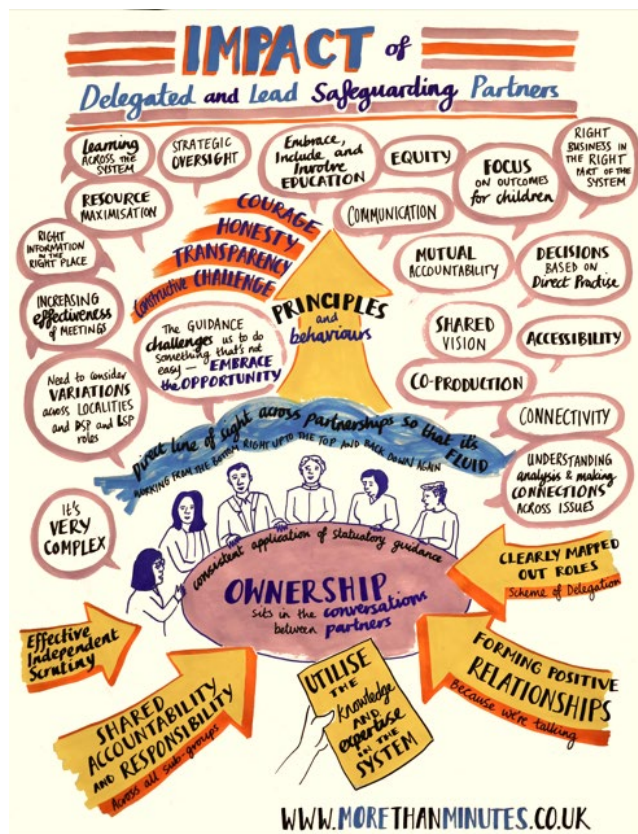 IMPACT of
Delegated and Lead Safeguarding Partners
Learning
ACROSS THE
SYSTEM
STRATEGIC
OVERSIGHT
Embrace,
Include and
Involve
EDUCATION
EQUITY
FOCUS
ON OUTCOMES
for children
RIGHT
BUSINESS IN
THE RIGHT
PART OF THE
SYSTEM
RESOURCE
MAXIMISATION
COURAGE
HONESTY
TRANSPARENCY
Constructive CHALLENGE
COMMUNICATION
RIGHT
INFORMATION
IN THE
RIGHT PLACE
MUTUAL
ACCOUNTABILITY
DECISIONS
BASED ON
Direct Practise
INCREASING
effectiveness
OF MEETINGS
The GUIDANCE
challenges us to do
something that's not
easy – EMBRACE
the OPPORTUNITY
PRINCIPLES
and
behaviours
SHARED
VISION
ACCESSIBILITY
Need to consider
VARIATIONS
across LOCALITIES
and DSP and LSP
roles
CO-PRODUCTION
CONNECTIVITY
Direct line of sight across partnerships so that it's
FLUID
WORKING FROM THE BOTTOM RIGHT UP TO THE TOP AND BACK DOWN AGAIN
UNDERSTANDING
analysis & making
CONNECTIONS
ACROSS ISSUES
It's
VERY
COMPLEX
consistent application of statuatory guidance
OWNERSHIP
sits in the conversations
between partners
CLEARLY MAPPED
OUT ROLES
Scheme of Delegation
Effective
Independent
Scrutiny
SHARED
ACCOUNTABILITY
AND RESPONSIBILITY
Across all sub-groups
UTILISE
THE
knowledge
AND
expertise
IN THE
SYSTEM
FORMING POSITIVE
RELATIONSHIPS
because we're talking
WWW.MORETHANMINUTES.CO.UK